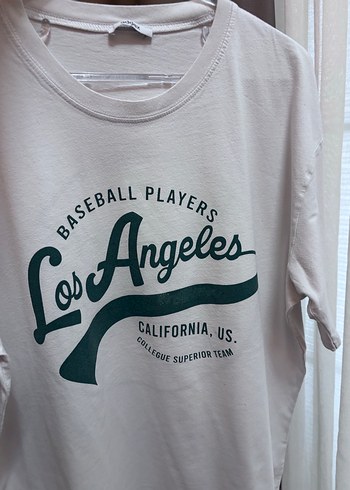 BASEBALL PLAYERS
Los Angeles
CALIFORNIA, US.
COLLEGUE SUPERIOR TEAM